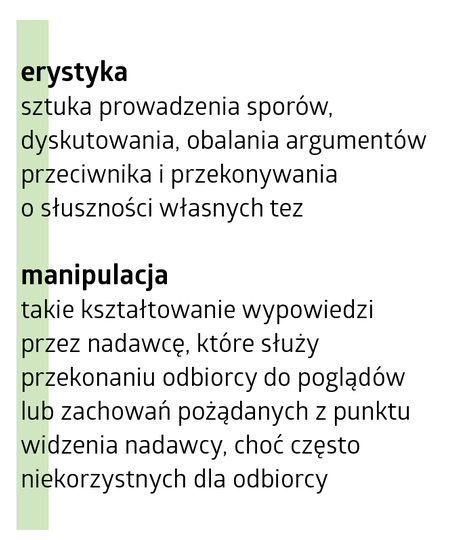 erystyka
sztuka prowadzenia sporów,
dyskutowania, obalania argumentów
przeciwnika i przekonywania
o słuszności własnych tez
manipulacja
takie kształtowanie wypowiedzi
przez nadawcę, które służy
przekonaniu odbiorcy do poglądów
lub zachowań pożądanych z punktu
widzenia nadawcy, choć często
niekorzystnych dla odbiorcy